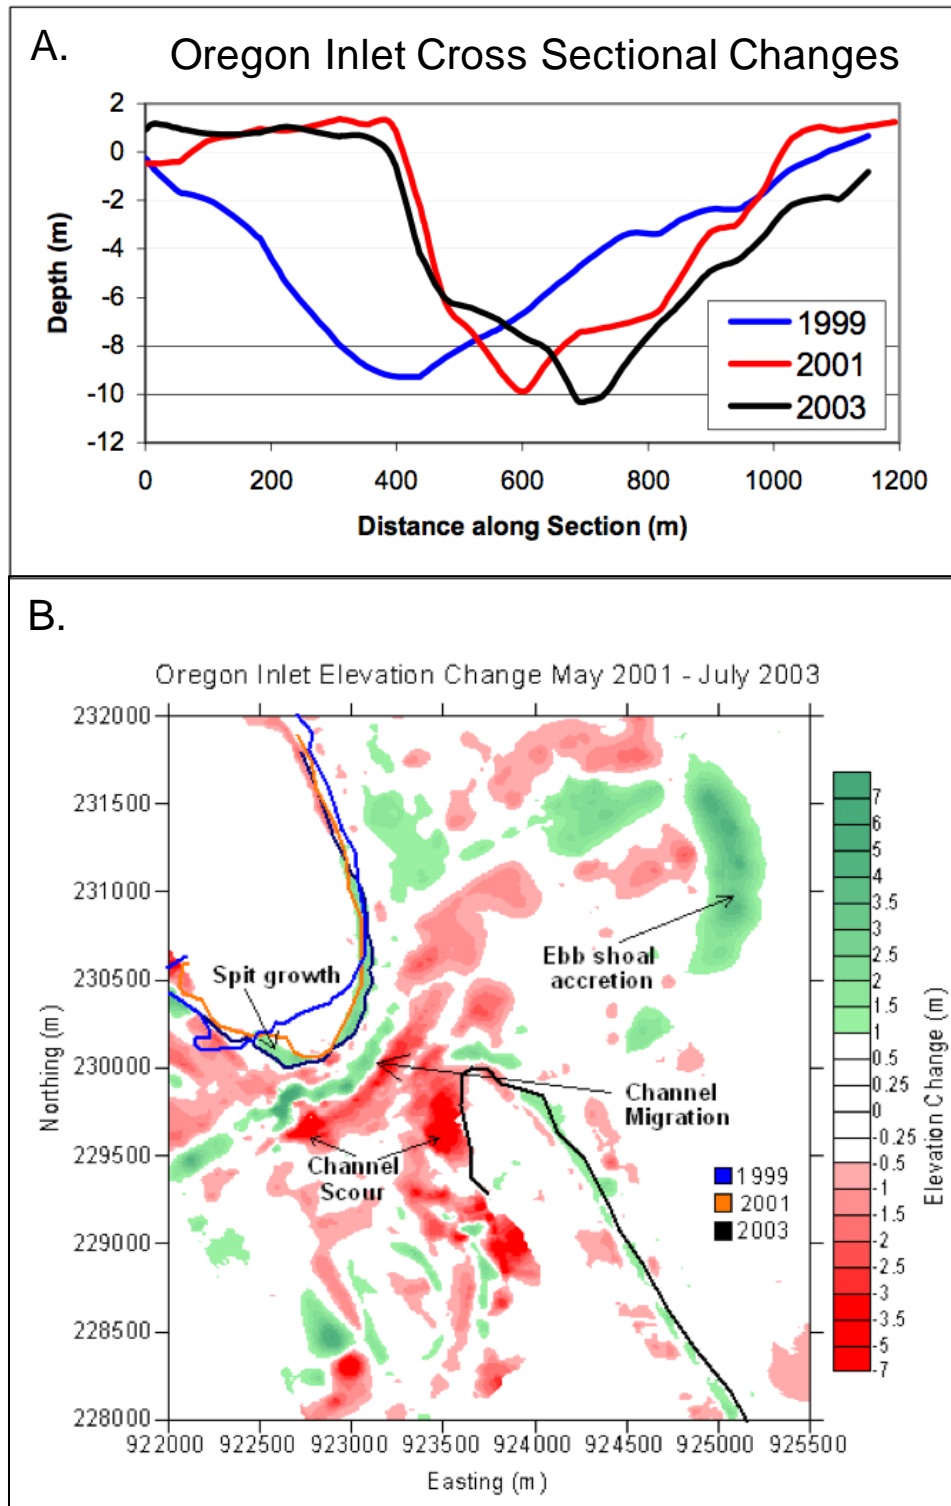 A.
Oregon Inlet Cross Sectional Changes
2
0
-2
-4
-6
-8
-10
-12
Depth (m)
0 200 400 600 800 1000 1200
Distance along Section (m)
1999
2001
2003
B.
Oregon Inlet Elevation Change May 2001 - July 2003
232000
231500
231000
230500
230000
229500
229000
228500
228000
Northing (m)
922000 922500 923000 923500 924000 924500 925000 925500
Easting (m)
Spit growth
Ebb shoal
accretion
Channel
Migration
Channel
Scour
1999
2001
2003
7
6
5
4
3.5
3
2.5
2
1.5
1
0.5
0.25
0
-0.25
-0.5
-1
-1.5
-2
-2.5
-3
-3.5
-5
-7
Elevation Change (m)